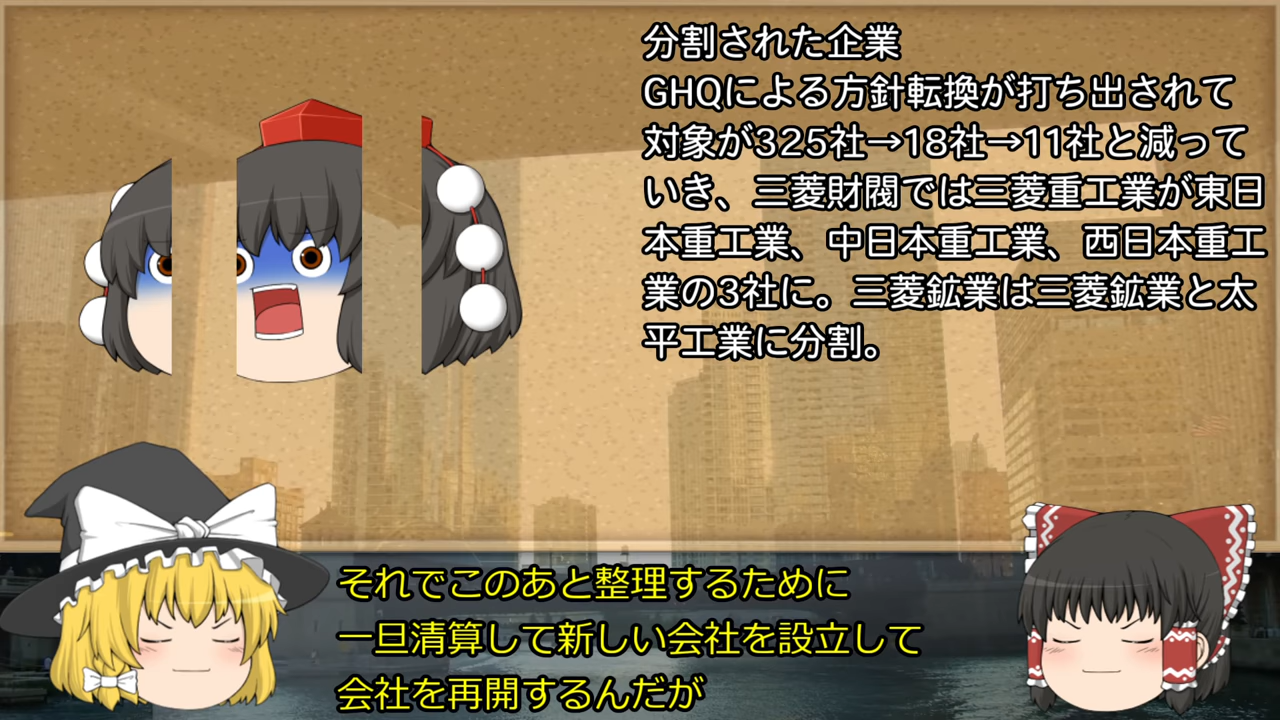 分割された企業
GHQによる方針転換が打ち出されて
対象が325社→18社→11社と減って
いき、三菱財閥では三菱重工業が東日
本重工業、中日本重工業、西日本重工
業の3社に。三菱鉱業は三菱鉱業と太
平工業に分割。
それでこのあと整理するために
一旦清算して新しい会社を設立して
会社を再開するんだが